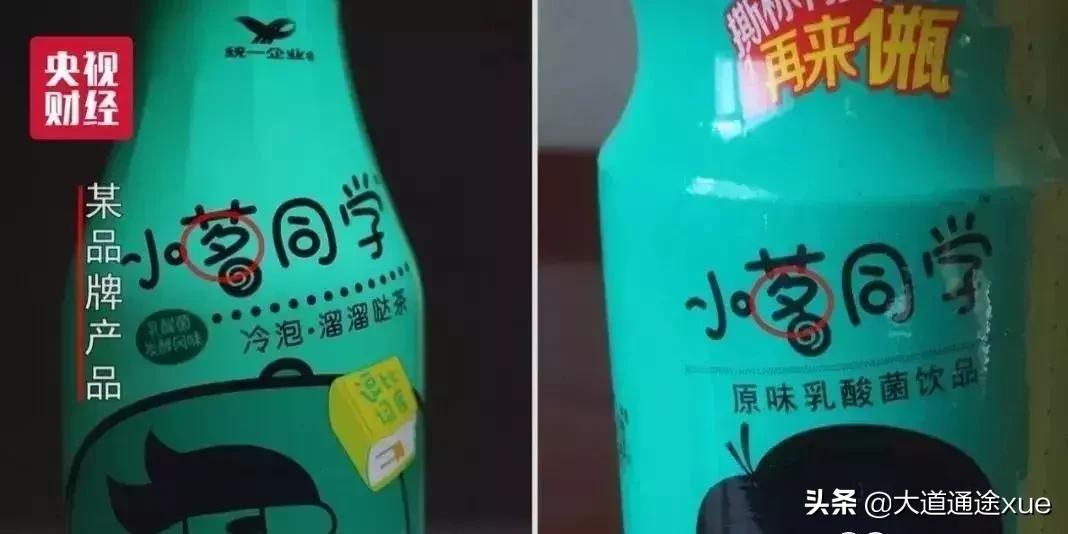 央视
财经
某品牌产品
统一企业
小茗同学
乳酸菌
发酵风味
冷泡·溜溜哒茶
再来1瓶
小茖同学
原味乳酸菌饮品
头条 @大道通途xue